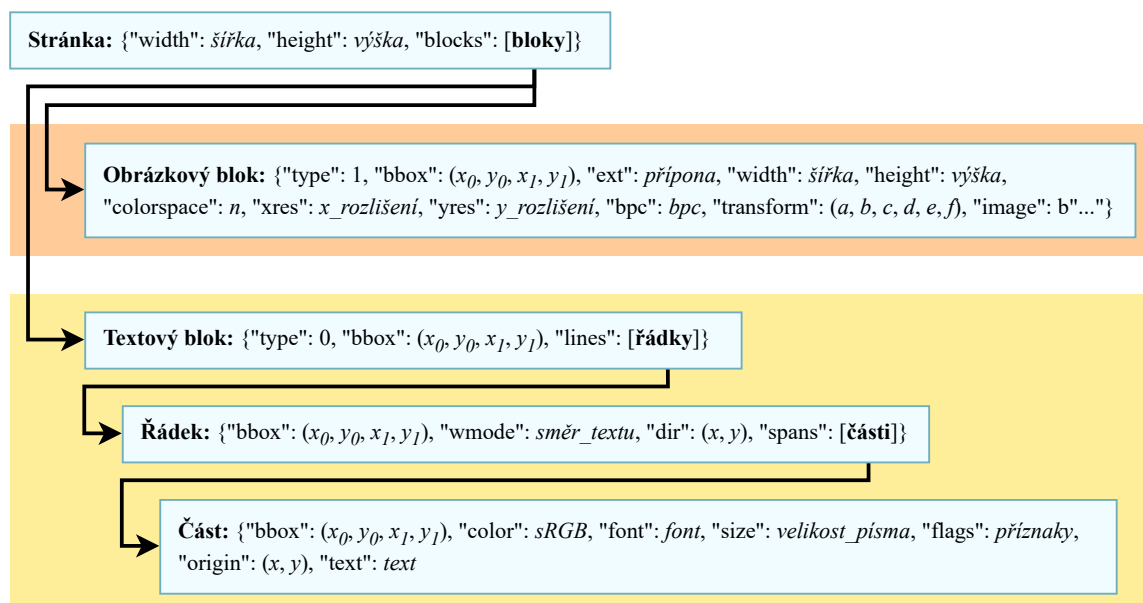 Stránka: {"width": šířka, "height": výška, "blocks": [bloky]}
Obrázkový blok: {"type": 1, "bbox": (x0, y0, x1, y1), "ext": přípona, "width": šířka, "height": výška,
"colorspace": n, "xres": x_rozlišení, "yres": y_rozlišení, "bpc": bpc, "transform": (a, b, c, d, e, f), "image": b"..."}
Textový blok: {"type": 0, "bbox": (x0, y0, x1, y1), "lines": [řádky]}
Řádek: {"bbox": (x0, y0, x1, y1), "wmode": směr_textu, "dir": (x, y), "spans": [části]}
Část: {"bbox": (x0, y0, x1, y1), "color": sRGB, "font": font, "size": velikost_písma, "flags": příznaky,
"origin": (x, y), "text": text